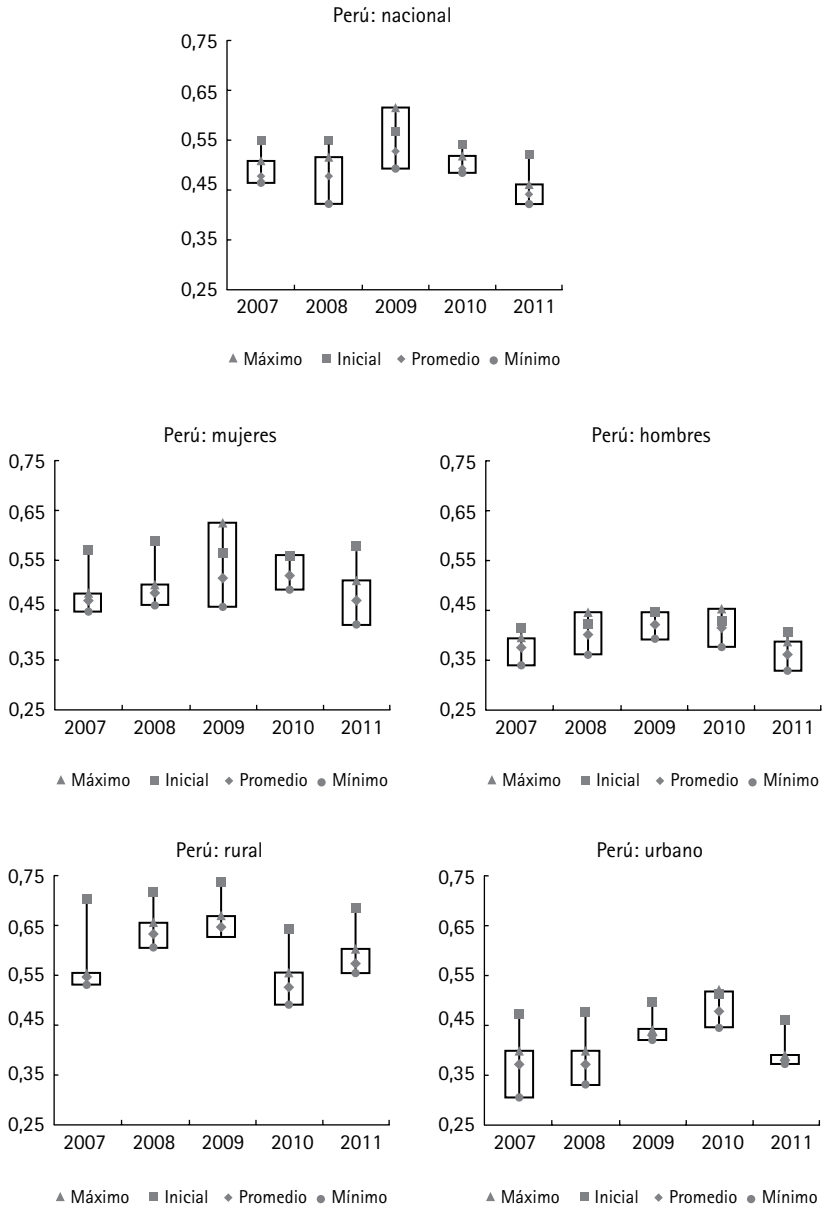 Perú: nacional
0,75
0,65
0,55
0,45
0,35
0,25
2007 2008 2009 2010 2011
Máximo Inicial Promedio Mínimo
Perú: mujeres
0,75
0,65
0,55
0,45
0,35
0,25
2007 2008 2009 2010 2011
Máximo Inicial Promedio Mínimo
Perú: hombres
0,75
0,65
0,55
0,45
0,35
0,25
2007 2008 2009 2010 2011
Máximo Inicial Promedio Mínimo
Perú: rural
0,75
0,65
0,55
0,45
0,35
0,25
2007 2008 2009 2010 2011
Máximo Inicial Promedio Mínimo
Perú: urbano
0,75
0,65
0,55
0,45
0,35
0,25
2007 2008 2009 2010 2011
Máximo Inicial Promedio Mínimo